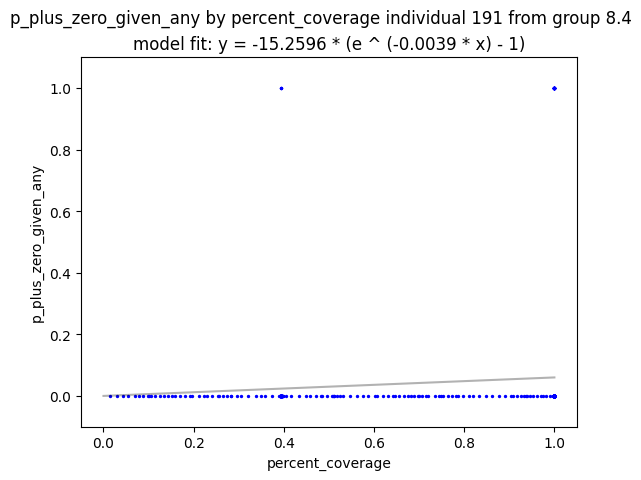 p_plus_zero_given_any by percent_coverage individual 191 from group 8.4
model fit: y = -15.2596 * (e ^ (-0.0039 * x) - 1)
1.0
0.8
0.6
0.4
0.2
0.0
p_plus_zero_given_any
0.0 0.2 0.4 0.6 0.8 1.0
percent_coverage